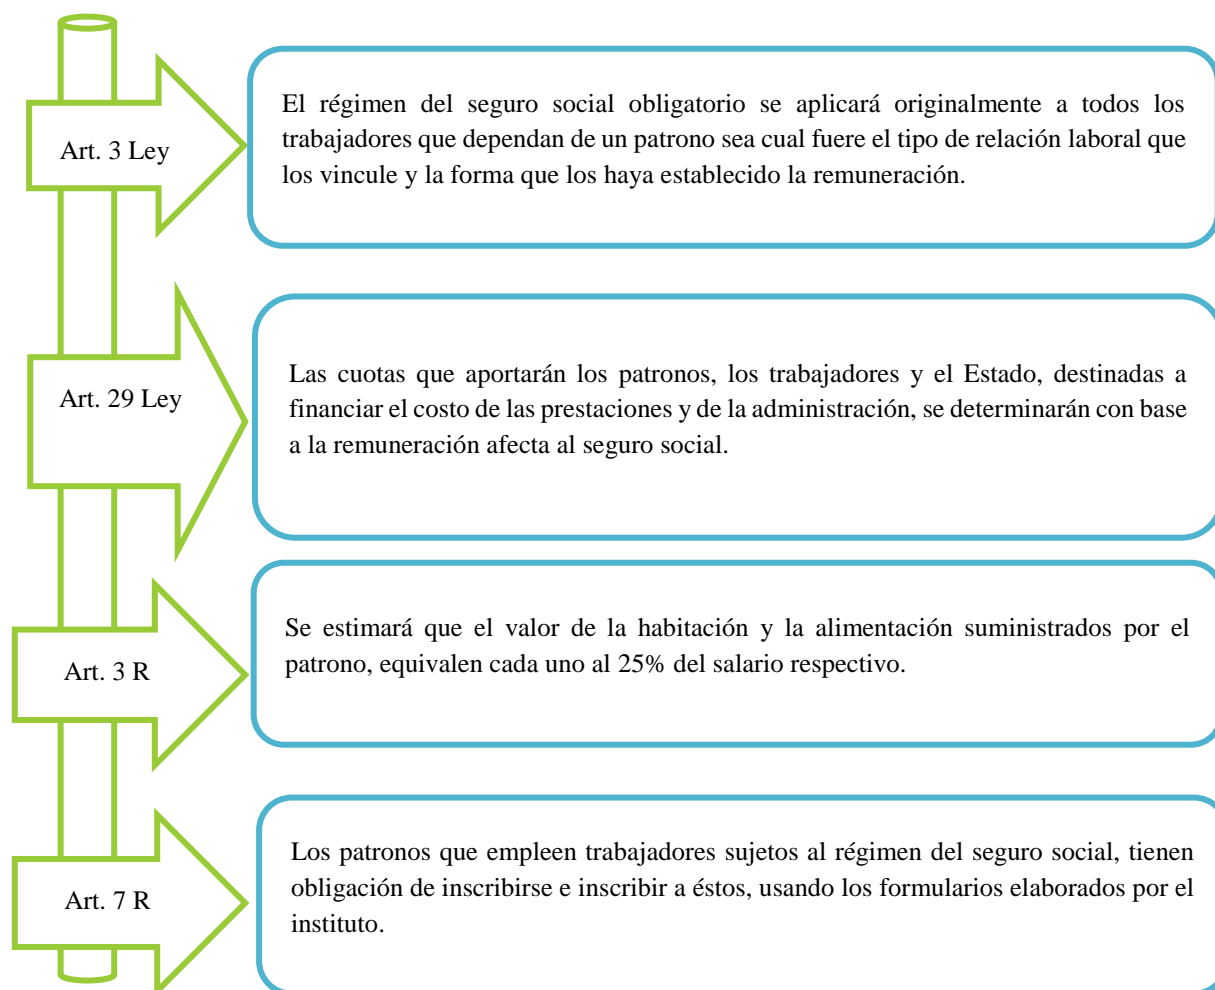 Art. 3 Ley
El régimen del seguro social obligatorio se aplicará originalmente a todos los
trabajadores que dependan de un patrono sea cual fuere el tipo de relación laboral que
los vincule y la forma que los haya establecido la remuneración.
Art. 29 Ley
Las cuotas que aportarán los patronos, los trabajadores y el Estado, destinadas a
financiar el costo de las prestaciones y de la administración, se determinarán con base
a la remuneración afecta al seguro social.
Art. 3 R
Se estimará que el valor de la habitación y la alimentación suministrados por el
patrono, equivalen cada uno al 25% del salario respectivo.
Art. 7 R
Los patronos que empleen trabajadores sujetos al régimen del seguro social, tienen
obligación de inscribirse e inscribir a éstos, usando los formularios elaborados por el
instituto.